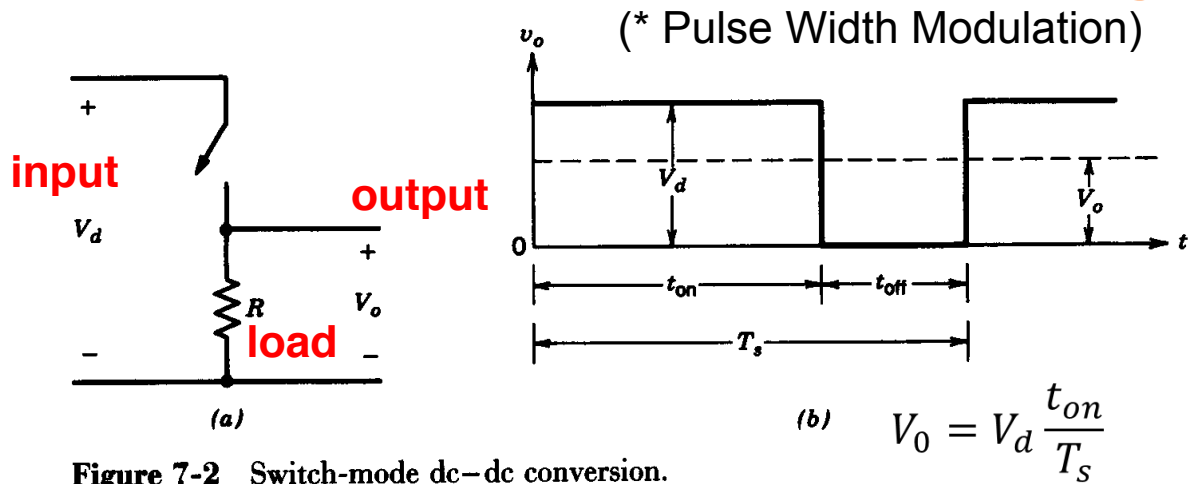 (* Pulse Width Modulation)
+
input
V_d
−
output
+
V_o
−
R
load
(a)
v_o
V_d
V_o
0
t
t_on
t_off
T_s
(b)
V_0 = V_d t_on / T_s
Figure 7-2 Switch-mode dc–dc conversion.